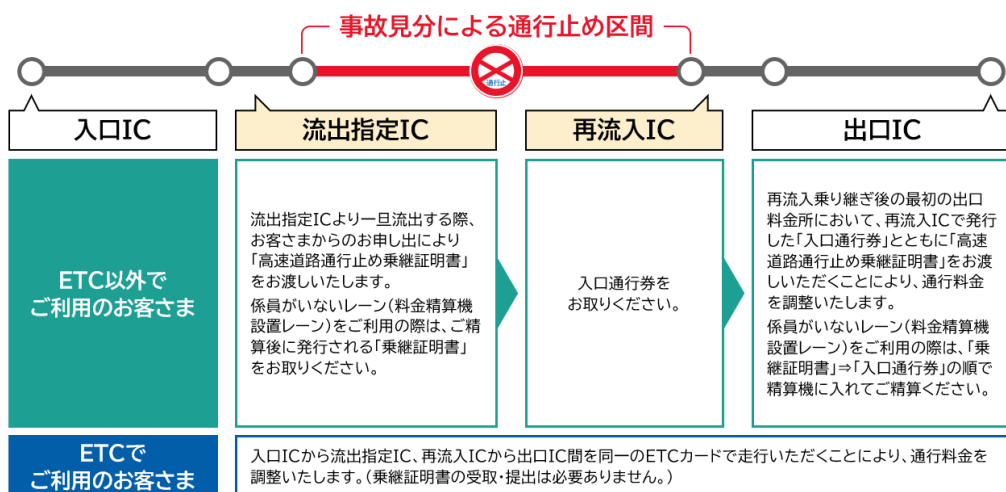 事故見分による通行止め区間
通行止
入口IC
流出指定IC
再流入IC
出口IC
ETC以外で
ご利用のお客さま
流出指定ICより一旦流出する際、
お客さまからのお申し出により
「高速道路通行止め乗継証明書」
をお渡しいたします。
係員がいないレーン(料金精算機
設置レーン)をご利用の際は、ご精
算後に発行される「乗継証明書」
をお取りください。
入口通行券を
お取りください。
再流入乗り継ぎ後の最初の出口
料金所において、再流入ICで発行
した「入口通行券」とともに「高速
道路通行止め乗継証明書」をお渡
しいただくことにより、通行料金
を調整いたします。
係員がいないレーン(料金精算機
設置レーン)をご利用の際は、「乗
継証明書」⇒「入口通行券」の順で
精算機に入れてご精算ください。
ETCで
ご利用のお客さま
入口ICから流出指定IC、再流入ICから出口IC間を同一のETCカードで走行いただくことにより、通行料金を
調整いたします。(乗継証明書の受取・提出は必要ありません。)